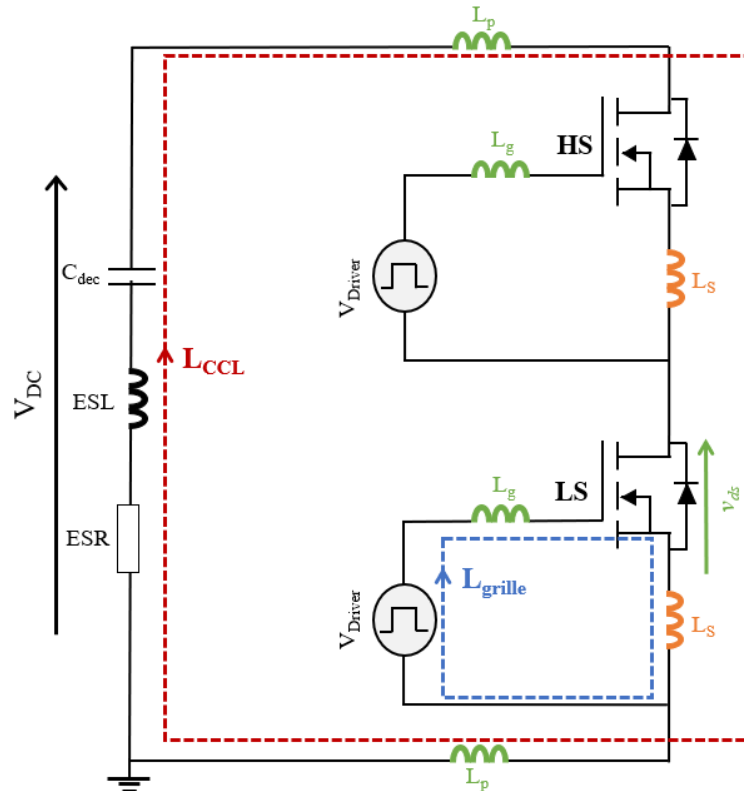 Lp
HS
Lg
VDriver
Cdec
LS
LCCL
VDC
ESL
Lg
LS
vds
ESR
Lgrille
VDriver
LS
Lp